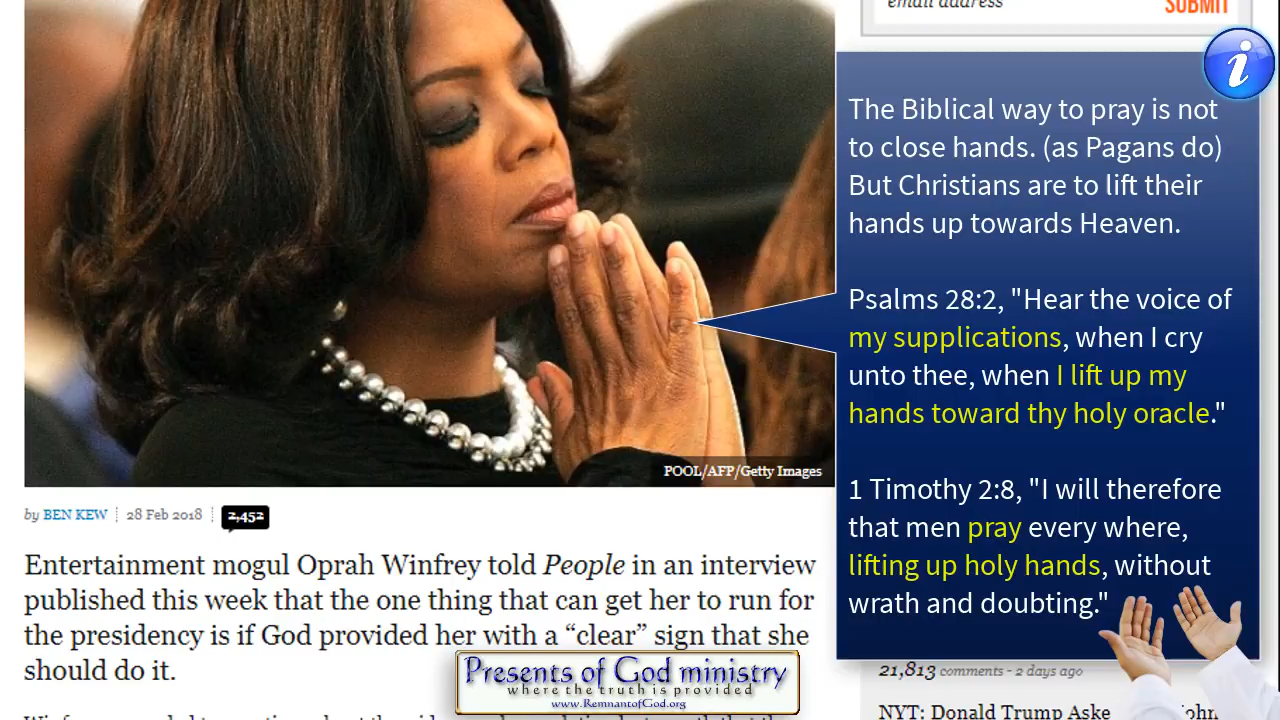 email address
SUBMIT
i
The Biblical way to pray is not
to close hands. (as Pagans do)
But Christians are to lift their
hands up towards Heaven.
Psalms 28:2, "Hear the voice of
my supplications, when I cry
unto thee, when I lift up my
hands toward thy holy oracle."
1 Timothy 2:8, "I will therefore
that men pray every where,
lifting up holy hands, without
wrath and doubting."
POOL/AFP/Getty Images
by BEN KEW 28 Feb 2018 2,452
Entertainment mogul Oprah Winfrey told People in an interview
published this week that the one thing that can get her to run for
the presidency is if God provided her with a “clear” sign that she
should do it.
Presents of God ministry
where the truth is provided
www.RemnantofGod.org
21,813 comments - 2 days ago
NYT: Donald Trump Aske John